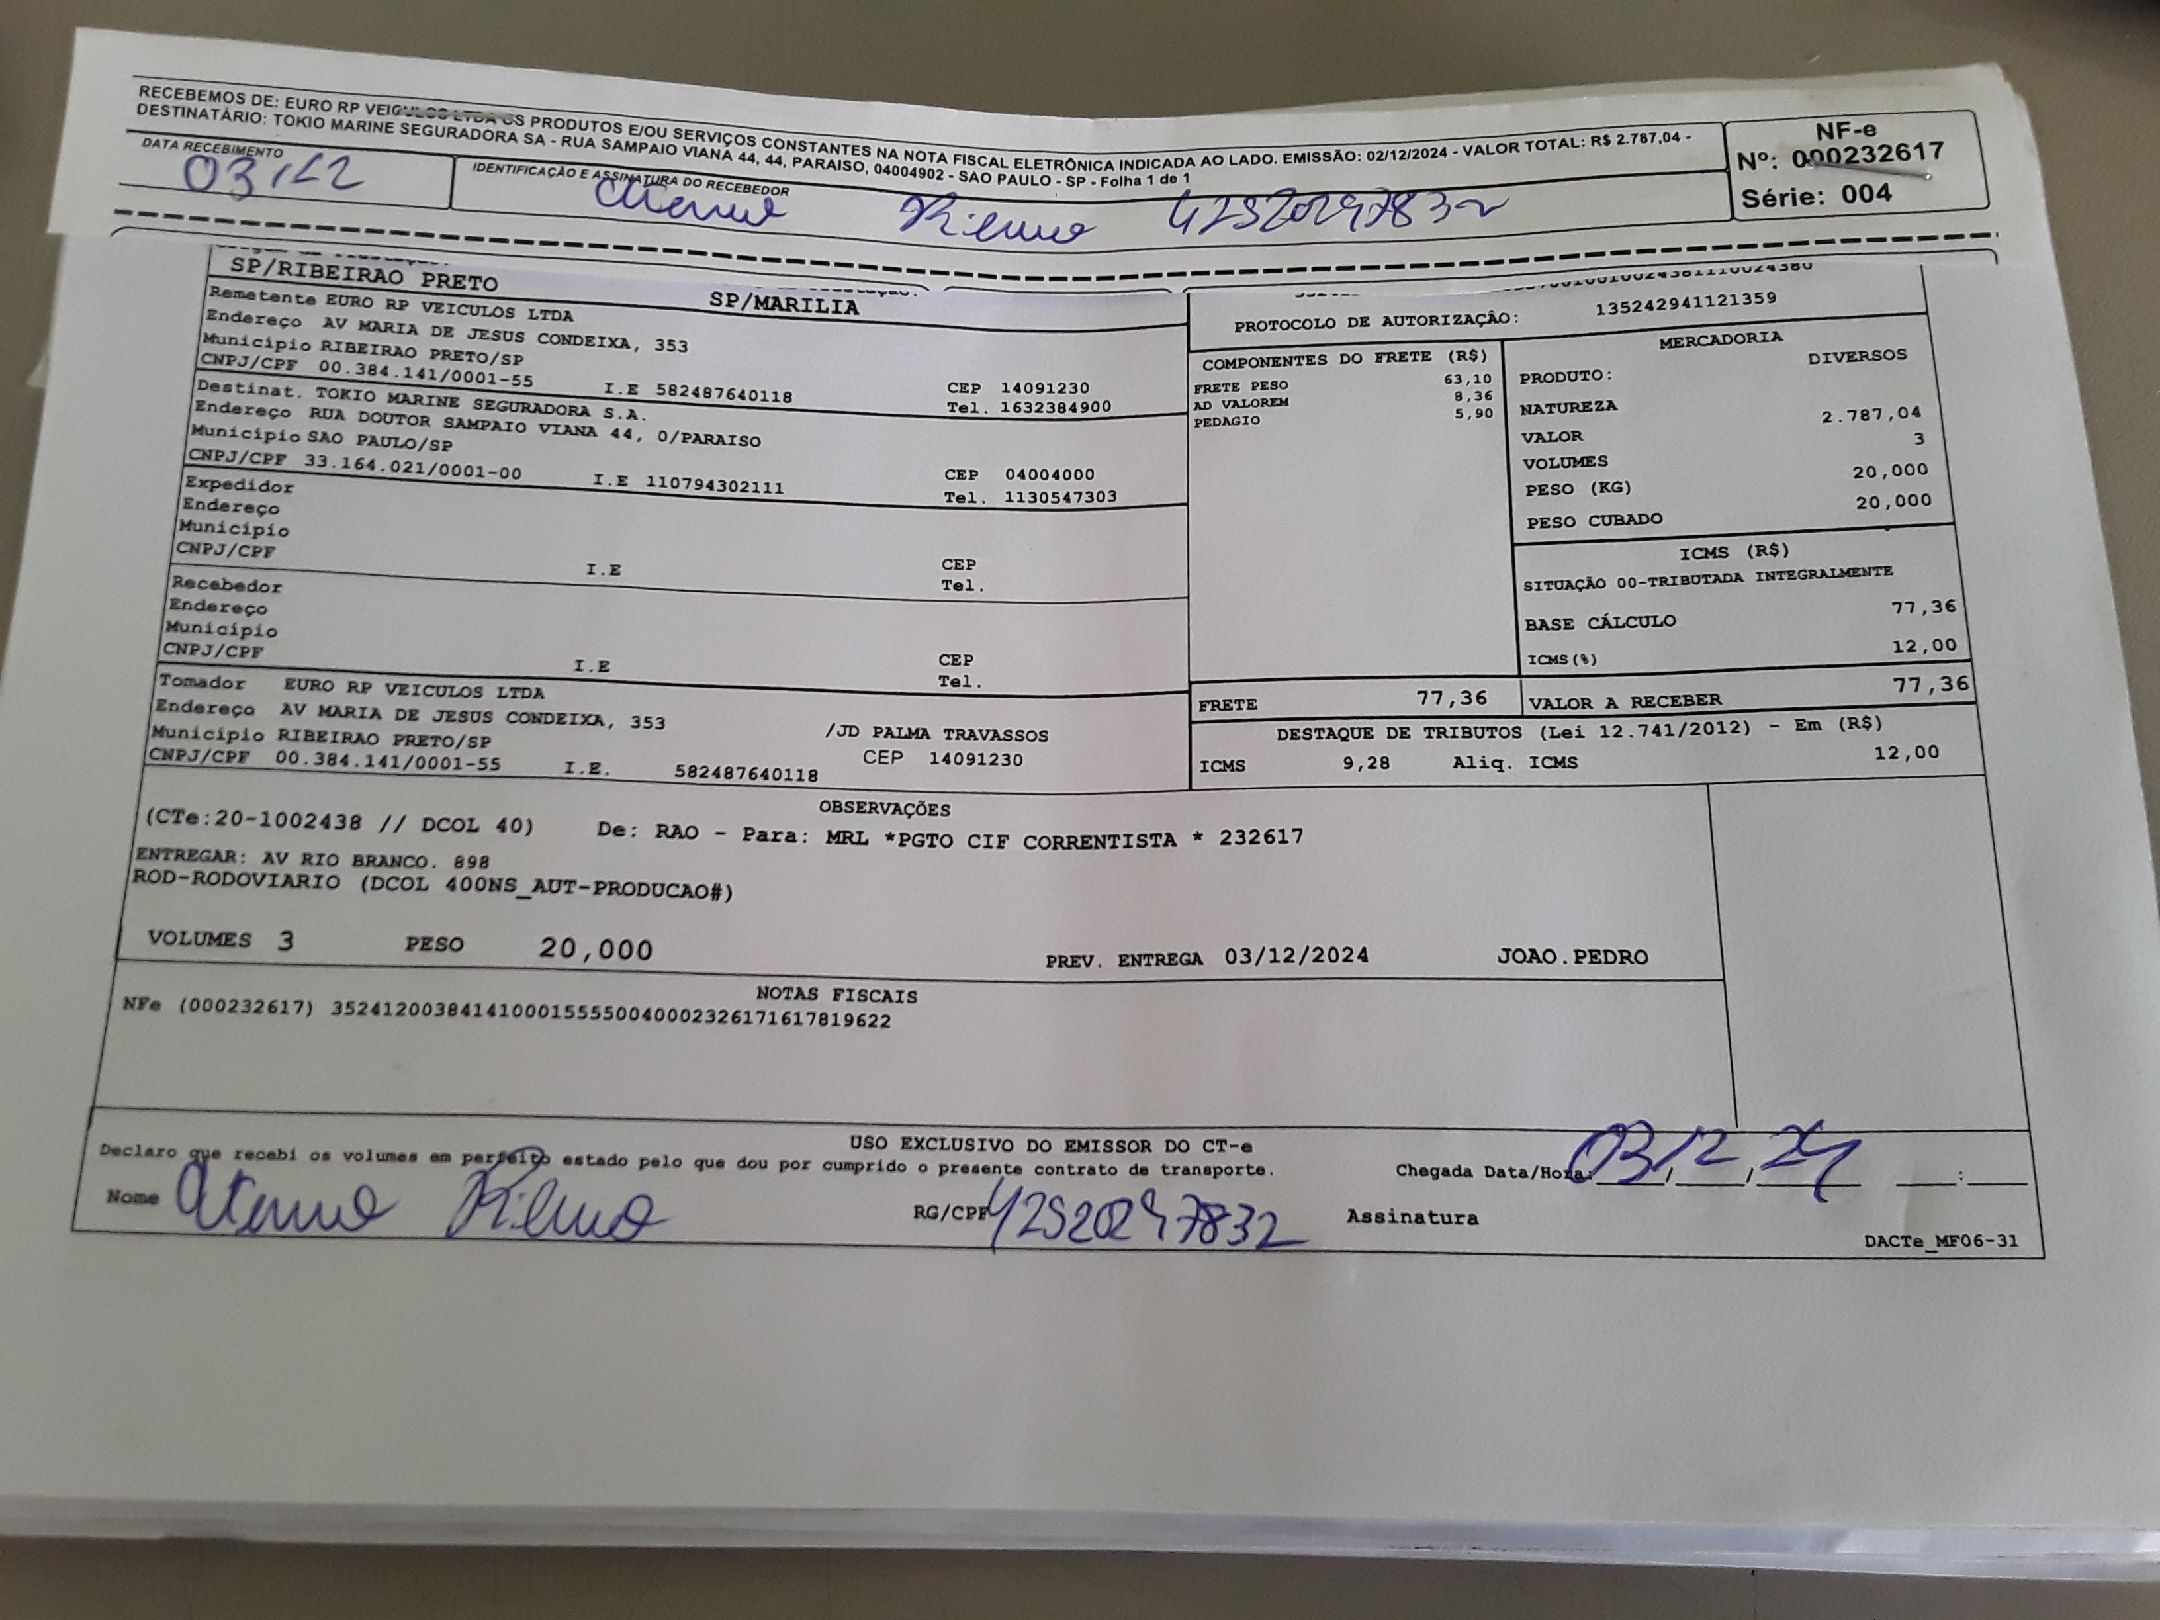 RECEBEMOS DE: EURO RP VEICULOS LTDA OS PRODUTOS E/OU SERVIÇOS CONSTANTES NA NOTA FISCAL ELETRÔNICA INDICADA AO LADO. EMISSÃO: 02/12/2024 - VALOR TOTAL: R$ 2.787,04 -
DESTINATÁRIO: TOKIO MARINE SEGURADORA SA - RUA SAMPAIO VIANA 44, 44, PARAISO, 04004902 - SAO PAULO - SP - Folha 1 de 1
NF-e
Nº: 000232617
Série: 004
DATA RECEBIMENTO
03/12
IDENTIFICAÇÃO E ASSINATURA DO RECEBEDOR
42520297832
SP/RIBEIRAO PRETO SP/MARILIA
Remetente EURO RP VEICULOS LTDA
Endereço AV MARIA DE JESUS CONDEIXA, 353
Municipio RIBEIRAO PRETO/SP CEP 14091230
CNPJ/CPF 00.384.141/0001-55 I.E 582487640118 Tel. 1632384900
Destinat. TOKIO MARINE SEGURADORA S.A.
Endereço RUA DOUTOR SAMPAIO VIANA 44, 0/PARAISO
Municipio SAO PAULO/SP CEP 04004000
CNPJ/CPF 33.164.021/0001-00 I.E 110794302111 Tel. 1130547303
Expedidor
Endereço
Municipio CEP
CNPJ/CPF I.E Tel.
Recebedor
Endereço
Municipio CEP
CNPJ/CPF I.E Tel.
Tomador EURO RP VEICULOS LTDA
Endereço AV MARIA DE JESUS CONDEIXA, 353 /JD PALMA TRAVASSOS
Municipio RIBEIRAO PRETO/SP CEP 14091230
CNPJ/CPF 00.384.141/0001-55 I.E. 582487640118
PROTOCOLO DE AUTORIZAÇÃO: 135242941121359
COMPONENTES DO FRETE (R$)
FRETE PESO 63,10
AD VALOREM 8,36
PEDAGIO 5,90
MERCADORIA
PRODUTO: DIVERSOS
NATUREZA
VALOR 2.787,04
VOLUMES 3
PESO (KG) 20,000
PESO CUBADO 20,000
ICMS (R$)
SITUAÇÃO 00-TRIBUTADA INTEGRALMENTE
BASE CÁLCULO 77,36
ICMS(%) 12,00
FRETE 77,36 VALOR A RECEBER 77,36
DESTAQUE DE TRIBUTOS (Lei 12.741/2012) - Em (R$)
ICMS 9,28 Aliq. ICMS 12,00
OBSERVAÇÕES
(CTe:20-1002438 // DCOL 40) De: RAO - Para: MRL *PGTO CIF CORRENTISTA * 232617
ENTREGAR: AV RIO BRANCO. 898
ROD-RODOVIARIO (DCOL 400NS_AUT-PRODUCAO#)
VOLUMES 3 PESO 20,000 PREV. ENTREGA 03/12/2024 JOAO.PEDRO
NOTAS FISCAIS
NFe (000232617) 35241200384141000155550040002326171617819622
USO EXCLUSIVO DO EMISSOR DO CT-e
Declaro que recebi os volumes em perfeito estado pelo que dou por cumprido o presente contrato de transporte.
Chegada Data/Hora: 03/12/24
Nome RG/CPF 42520297832 Assinatura
DACTe_MF06-31